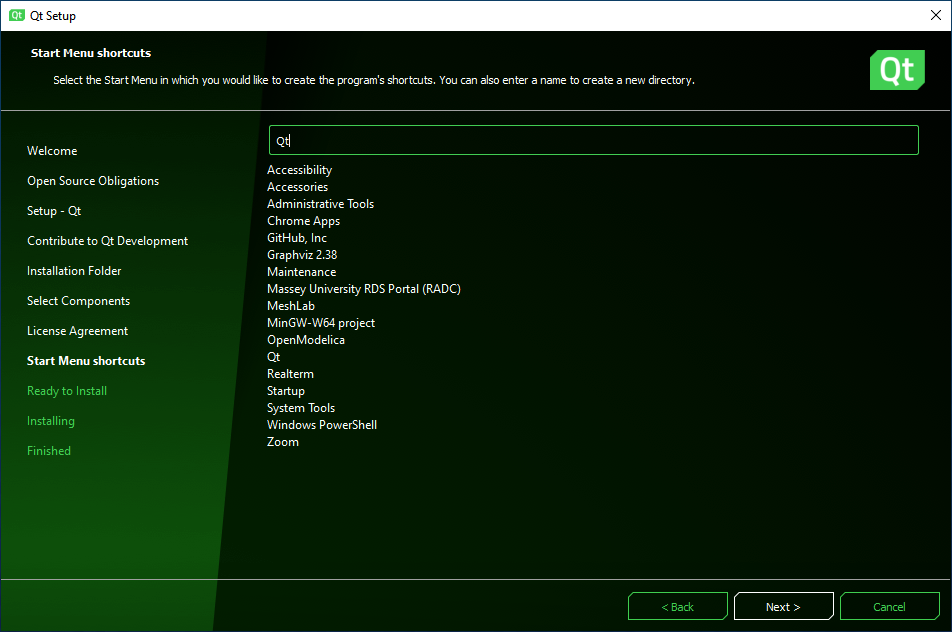 Qt Qt Setup
Start Menu shortcuts
Select the Start Menu in which you would like to create the program's shortcuts. You can also enter a name to create a new directory.
Qt
Welcome
Open Source Obligations
Setup - Qt
Contribute to Qt Development
Installation Folder
Select Components
License Agreement
Start Menu shortcuts
Ready to Install
Installing
Finished
Qt
Accessibility
Accessories
Administrative Tools
Chrome Apps
GitHub, Inc
Graphviz 2.38
Maintenance
Massey University RDS Portal (RADC)
MeshLab
MinGW-W64 project
OpenModelica
Qt
Realterm
Startup
System Tools
Windows PowerShell
Zoom
< Back
Next >
Cancel